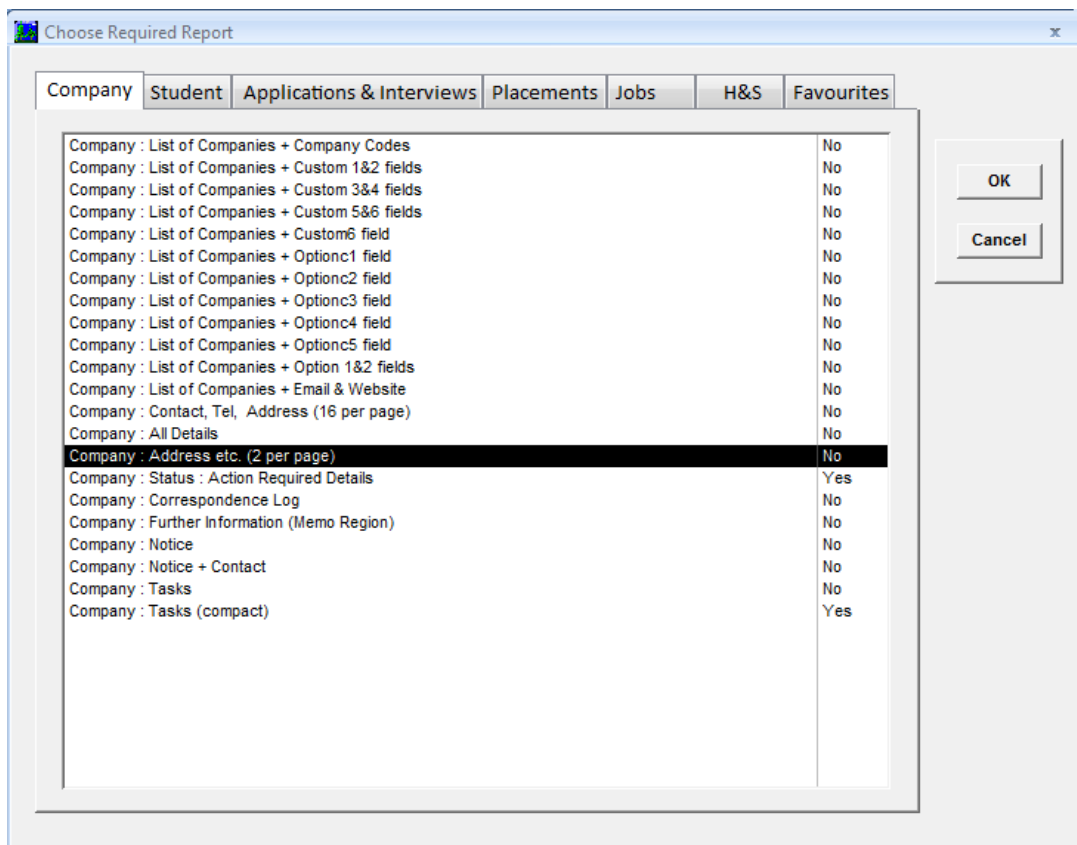 Choose Required Report x
Company Student Applications & Interviews Placements Jobs H&S Favourites
Company : List of Companies + Company Codes No
Company : List of Companies + Custom 1&2 fields No
Company : List of Companies + Custom 3&4 fields No
Company : List of Companies + Custom 5&6 fields No
Company : List of Companies + Custom6 field No
Company : List of Companies + Optionc1 field No
Company : List of Companies + Optionc2 field No
Company : List of Companies + Optionc3 field No
Company : List of Companies + Optionc4 field No
Company : List of Companies + Optionc5 field No
Company : List of Companies + Option 1&2 fields No
Company : List of Companies + Email & Website No
Company : Contact, Tel, Address (16 per page) No
Company : All Details No
Company : Address etc. (2 per page) No
Company : Status : Action Required Details Yes
Company : Correspondence Log No
Company : Further Information (Memo Region) No
Company : Notice No
Company : Notice + Contact No
Company : Tasks No
Company : Tasks (compact) Yes
OK
Cancel